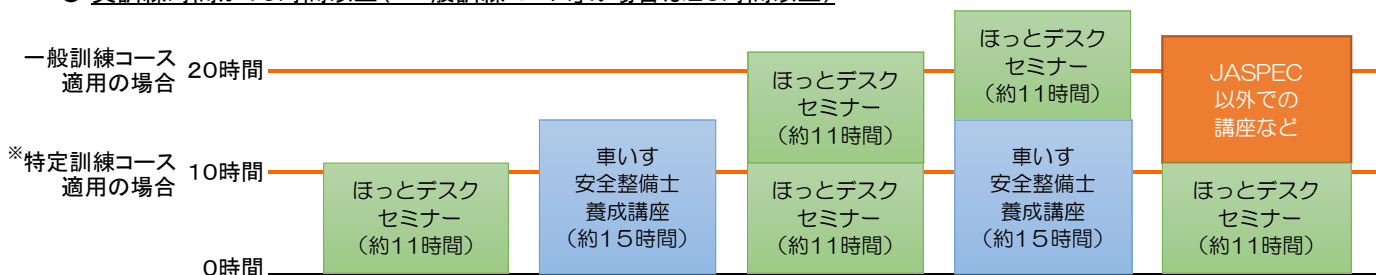 一般訓練コース
適用の場合
20時間
※特定訓練コース
適用の場合
10時間
0時間
ほっとデスク
セミナー
(約11時間)
車いす
安全整備士
養成講座
(約15時間)
ほっとデスク
セミナー
(約11時間)
ほっとデスク
セミナー
(約11時間)
ほっとデスク
セミナー
(約11時間)
車いす
安全整備士
養成講座
(約15時間)
JASPEC
以外での
講座など
ほっとデスク
セミナー
(約11時間)